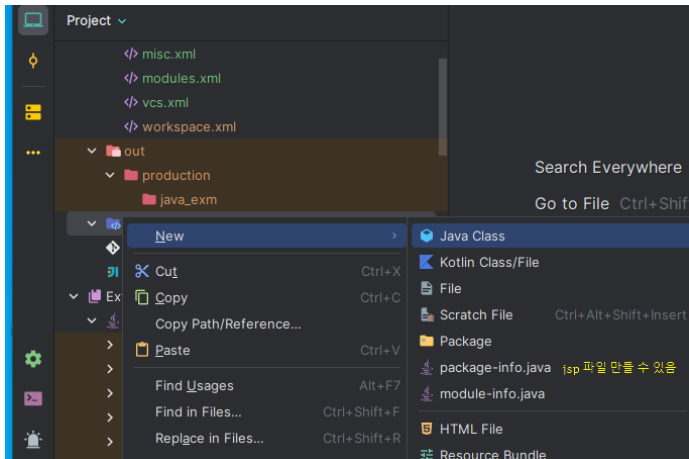 Project
misc.xml
modules.xml
vcs.xml
workspace.xml
out
production
java_exm
Search Everywhere
Go to File Ctrl+Shif
New
Cut Ctrl+X
Copy Ctrl+C
Copy Path/Reference...
Paste Ctrl+V
Find Usages Alt+F7
Find in Files... Ctrl+Shift+F
Replace in Files... Ctrl+Shift+R
Ex
Java Class
Kotlin Class/File
File
Scratch File Ctrl+Alt+Shift+Insert
Package
package-info.java jsp 파일 만들 수 있음
module-info.java
HTML File
Resource Bundle